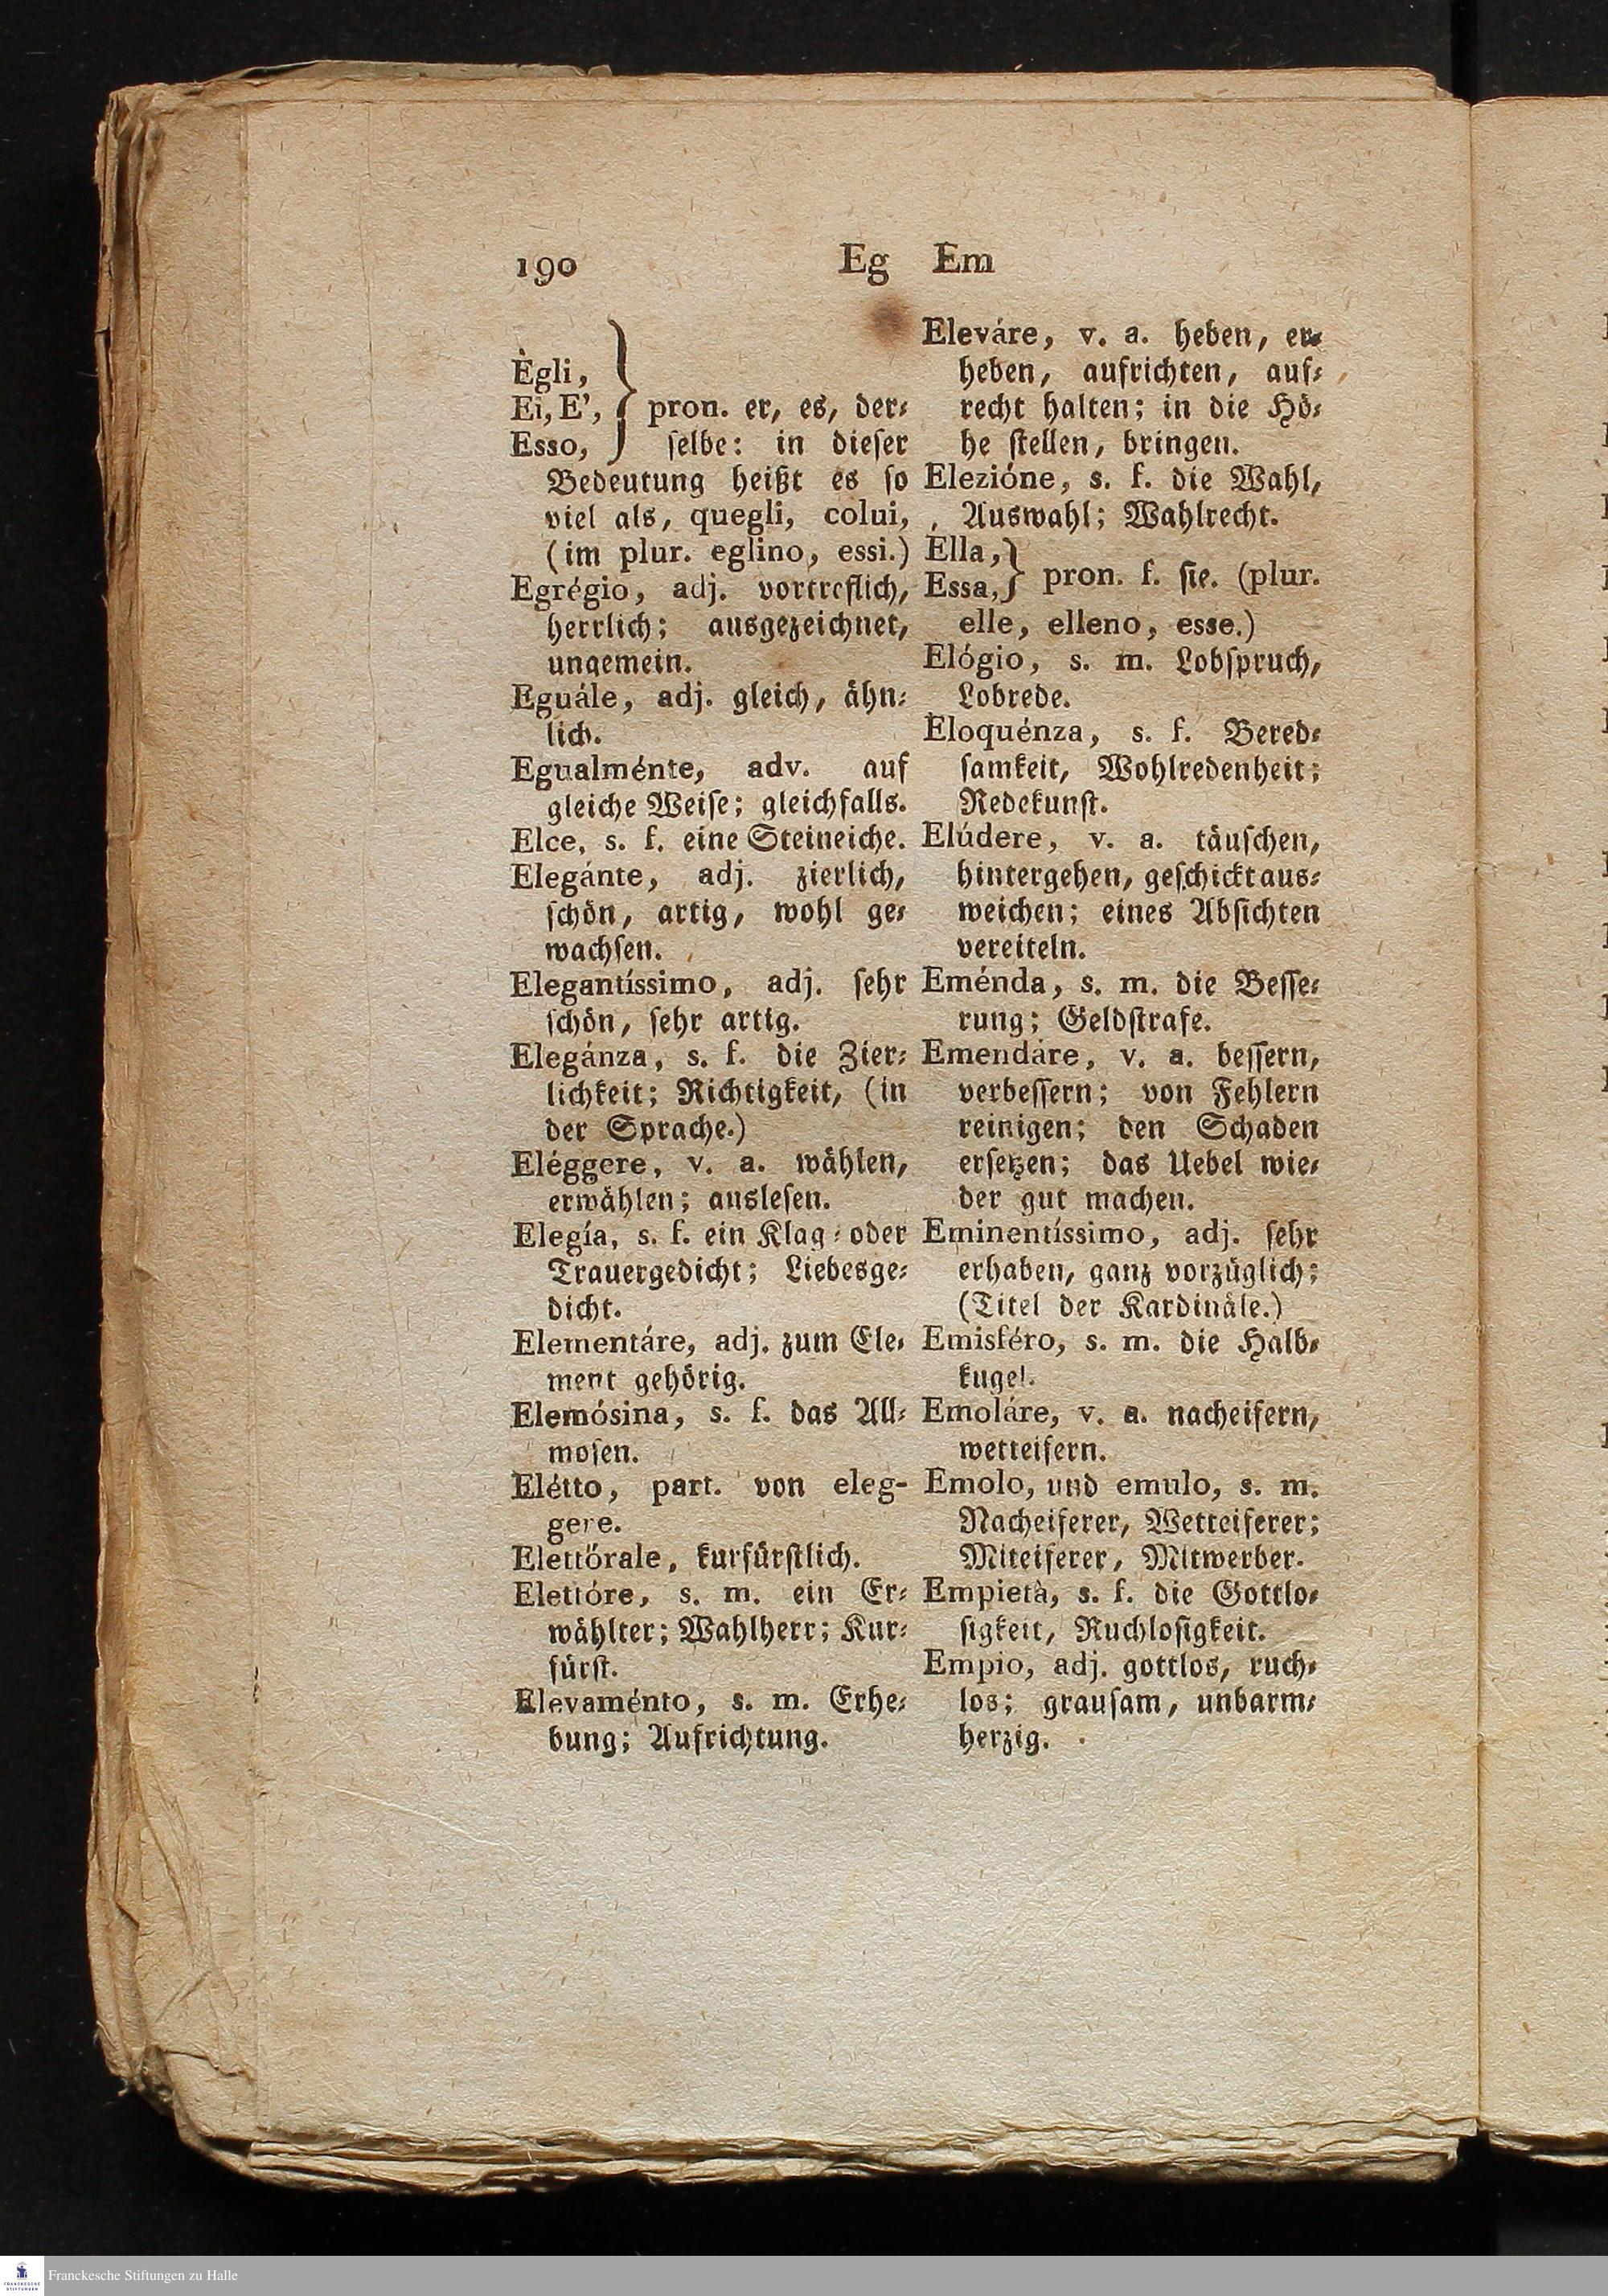 190 Eg Em
Ègli,
Ei, E', pron. er, es, der⸗
Esso, ſelbe: in dieſer
Bedeutung heißt es ſo
viel als, quegli, colui,
(im plur. eglino, essi.)
Egrégio, adj. vortreflich,
herrlich; ausgezeichnet,
ungemein.
Eguále, adj. gleich, ähn⸗
lich.
Egualménte, adv. auf
gleiche Weiſe; gleichfalls.
Elce, s. f. eine Steineiche.
Elegánte, adj. zierlich,
ſchön, artig, wohl ge⸗
wachſen.
Elegantíssimo, adj. ſehr
ſchön, ſehr artig.
Elegánza, s. f. die Zier⸗
lichkeit; Richtigkeit, (in
der Sprache.)
Eléggere, v. a. wählen,
erwählen; ausleſen.
Elegía, s. f. ein Klag⸗ oder
Trauergedicht; Liebesge⸗
dicht.
Elementáre, adj. zum Ele⸗
ment gehörig.
Elemósina, s. f. das All⸗
moſen.
Elétto, part. von eleg-
gere.
Elettörale, kurfürſtlich.
Elettóre, s. m. ein Er⸗
wählter; Wahlherr; Kur⸗
fürſt.
Elevaménto, s. m. Erhe⸗
bung; Aufrichtung.
Eleváre, v. a. heben, er⸗
heben, aufrichten, auf⸗
recht halten; in die Hö⸗
he ſtellen, bringen.
Elezióne, s. f. die Wahl,
Auswahl; Wahlrecht.
Ella,
Essa, pron. f. ſie. (plur.
elle, elleno, esse.)
Elógio, s. m. Lobſpruch,
Lobrede.
Eloquénza, s. f. Bered⸗
ſamkeit, Wohlredenheit;
Redekunſt.
Elúdere, v. a. täuſchen,
hintergehen, geſchickt aus⸗
weichen; eines Abſichten
vereiteln.
Eménda, s. m. die Beſſe⸗
rung; Geldſtrafe.
Emendáre, v. a. beſſern,
verbeſſern; von Fehlern
reinigen; den Schaden
erſetzen; das Uebel wie⸗
der gut machen.
Eminentíssimo, adj. ſehr
erhaben, ganz vorzüglich;
(Titel der Kardinäle.)
Emisféro, s. m. die Halb⸗
kugel.
Emoláre, v. a. nacheifern,
wetteifern.
Emolo, und emulo, s. m.
Nacheiferer, Wetteiferer;
Miteiferer, Mitwerber.
Empietà, s. f. die Gottlo⸗
ſigkeit, Ruchloſigkeit.
Empio, adj. gottlos, ruch⸗
los; grauſam, unbarm⸗
herzig.
FRANCKESCHE
STIFTUNGEN
Franckesche Stiftungen zu Halle